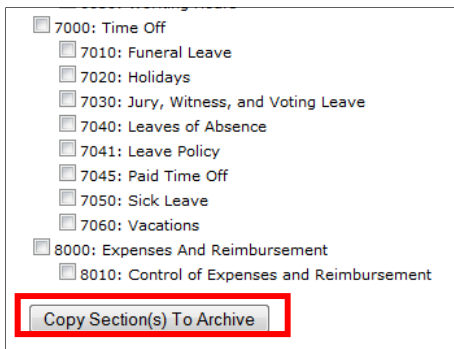 7000: Time Off
7010: Funeral Leave
7020: Holidays
7030: Jury, Witness, and Voting Leave
7040: Leaves of Absence
7041: Leave Policy
7045: Paid Time Off
7050: Sick Leave
7060: Vacations
8000: Expenses And Reimbursement
8010: Control of Expenses and Reimbursement
Copy Section(s) To Archive